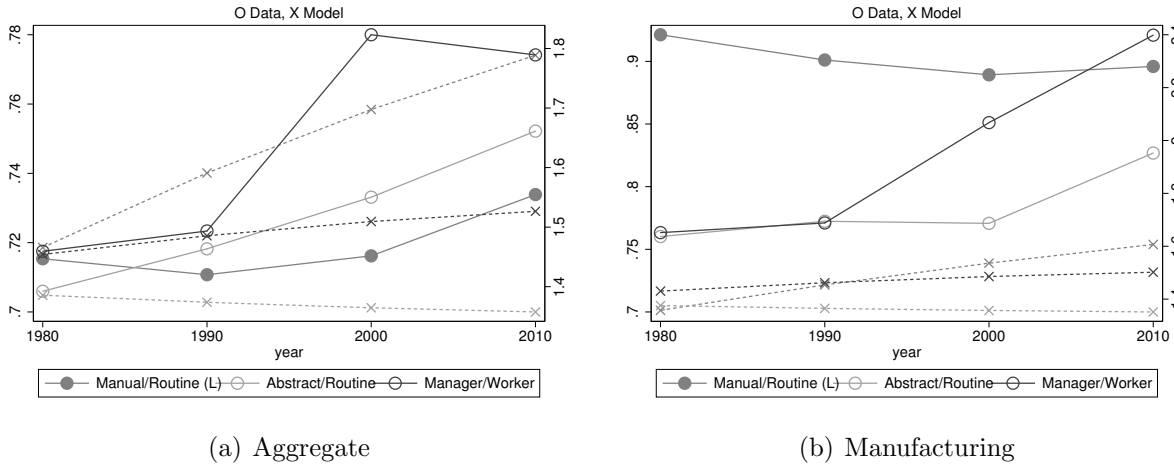 O Data, X Model
.78
.76
.74
.72
.7
1.8
1.7
1.6
1.5
1.4
1980 1990 2000 2010
year
Manual/Routine (L) Abstract/Routine Manager/Worker
(a) Aggregate
O Data, X Model
.9
.85
.8
.75
.7
1980 1990 2000 2010
year
Manual/Routine (L) Abstract/Routine Manager/Worker
(b) Manufacturing